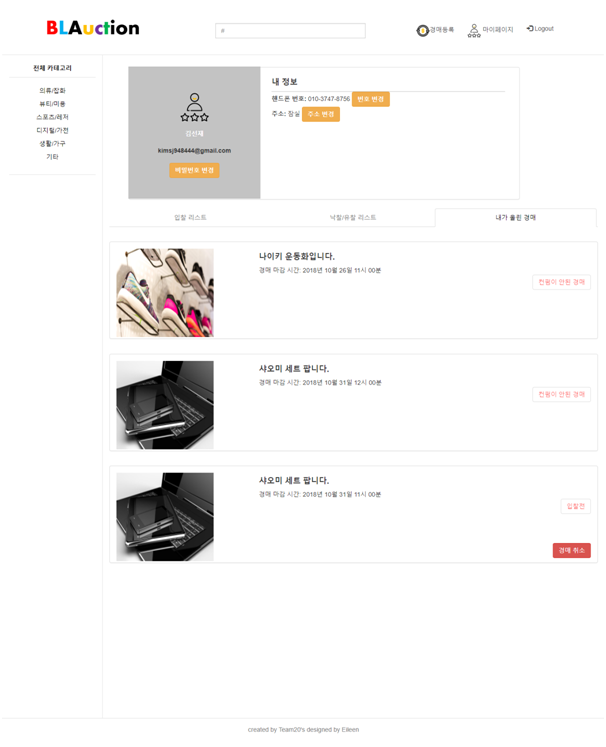 BLAuction
#
경매등록
마이페이지
Logout
전체 카테고리
의류/잡화
뷰티/미용
스포츠/레저
디지털/가전
생활/가구
기타
김선재
kimsj948444@gmail.com
비밀번호 변경
내 정보
핸드폰 번호: 010-3747-8756 번호 변경
주소: 잠실 주소 변경
입찰 리스트
낙찰/유찰 리스트
내가 올린 경매
나이키 운동화입니다.
경매 마감 시간: 2018년 10월 26일 11시 00분
전원이 안된 경매
샤오미 세트 팝니다.
경매 마감 시간: 2018년 10월 31일 12시 00분
전원이 안된 경매
샤오미 세트 팝니다.
경매 마감 시간: 2018년 10월 31일 11시 00분
입찰전
경매 취소
created by Team20's designed by Eileen